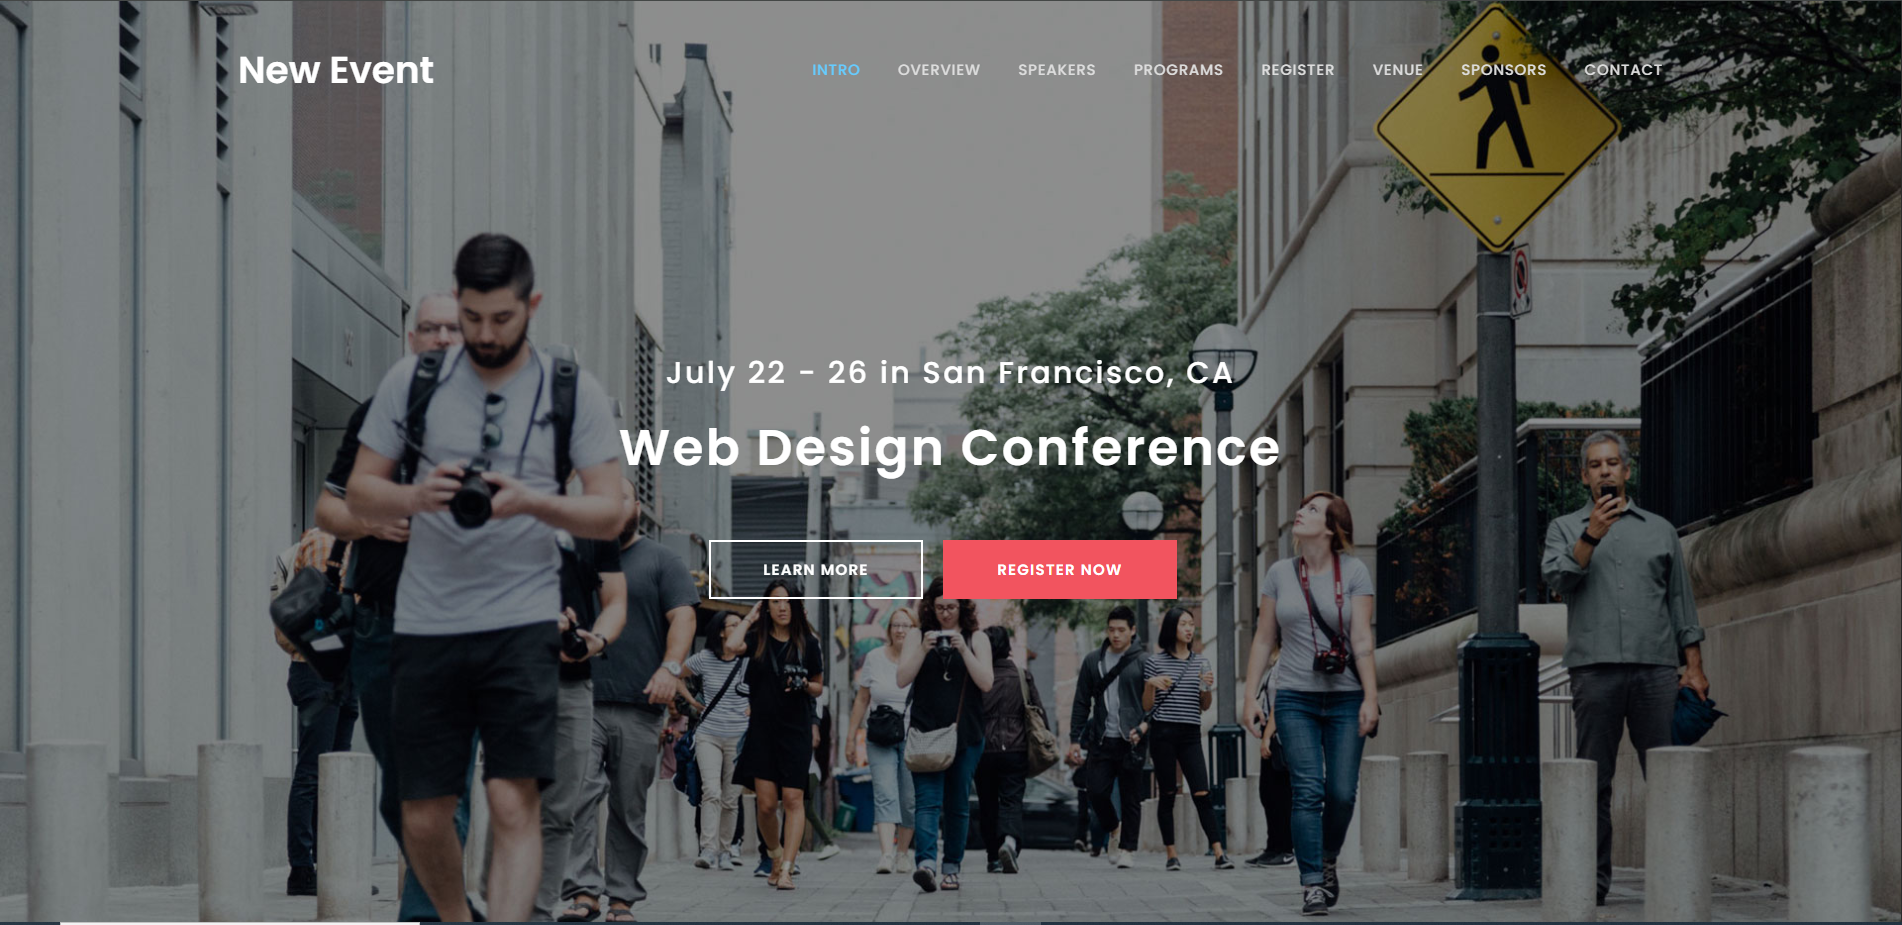 New Event
INTRO OVERVIEW SPEAKERS PROGRAMS REGISTER VENUE SPONSORS CONTACT
July 22 - 26 in San Francisco, CA
Web Design Conference
LEARN MORE
REGISTER NOW